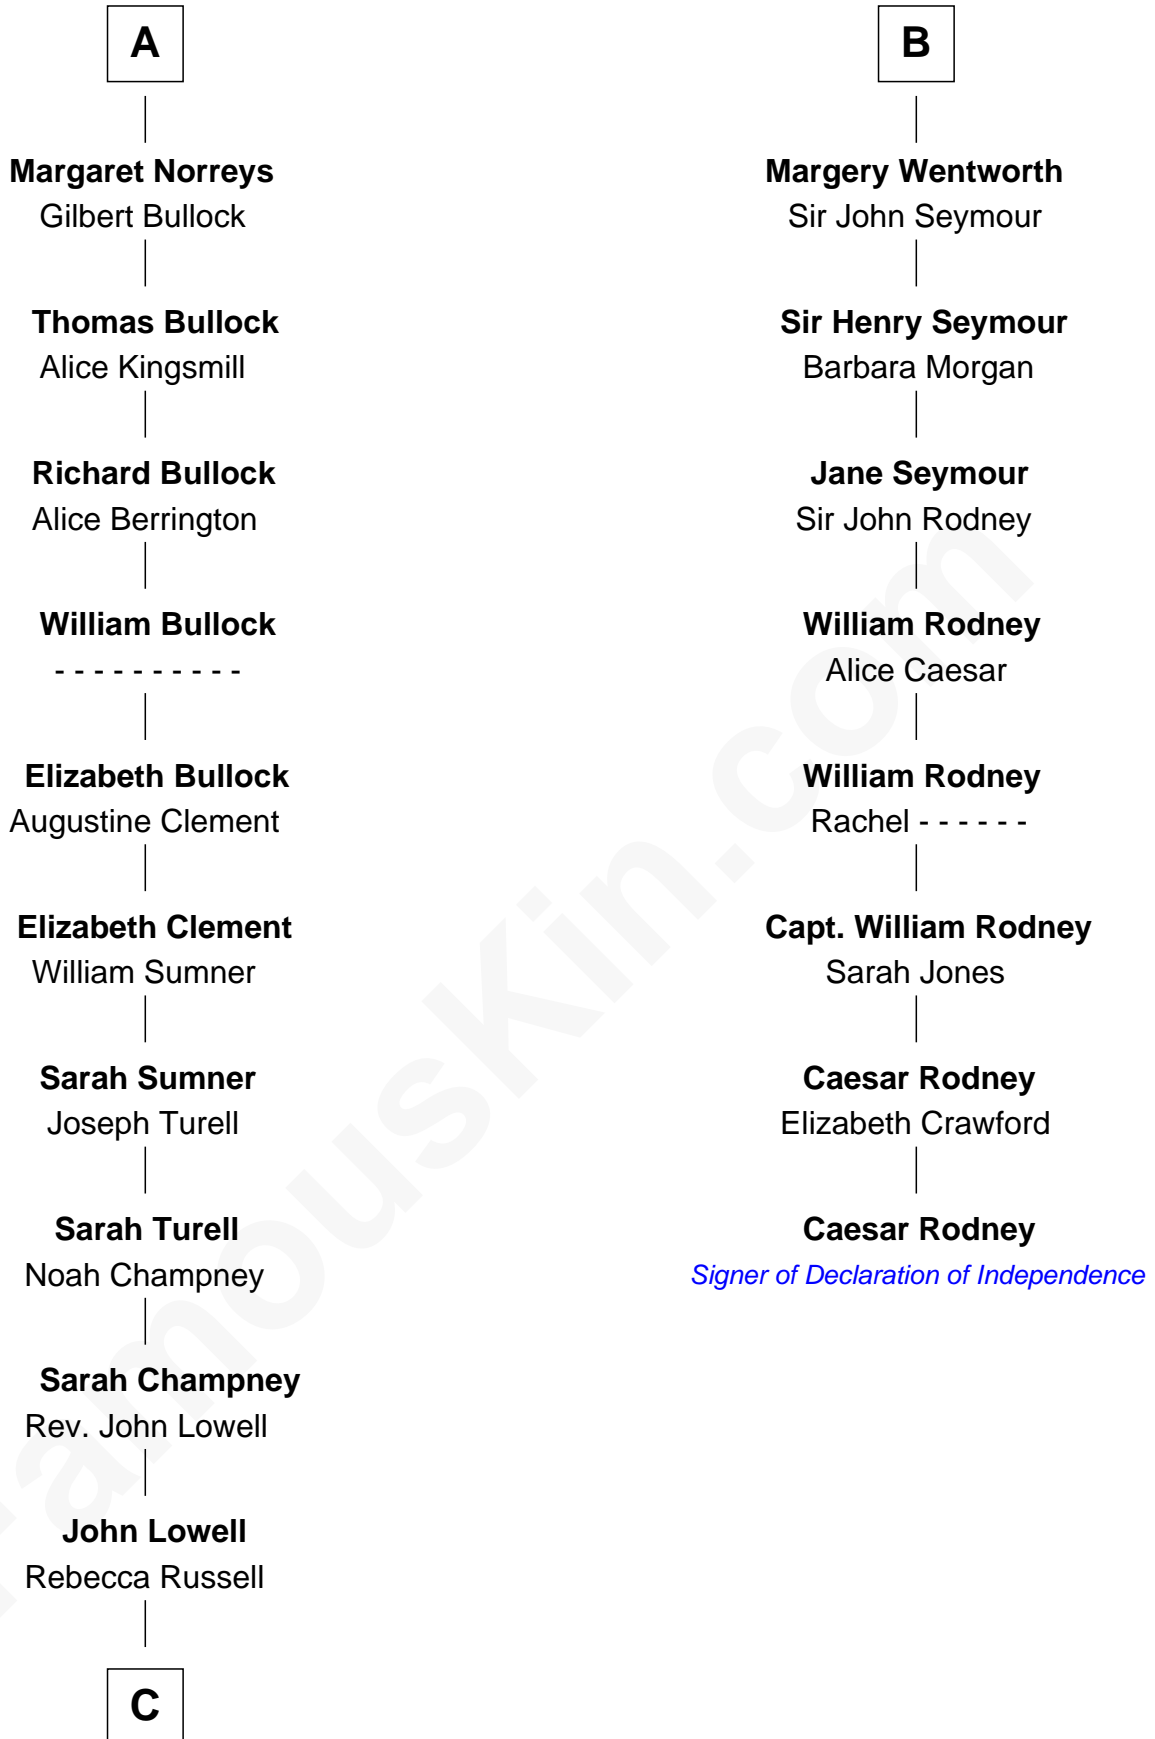 A
Margaret Norreys
Gilbert Bullock
Thomas Bullock
Alice Kingsmill
Richard Bullock
Alice Berrington
William Bullock
- - - - - - - - - -
Elizabeth Bullock
Augustine Clement
Elizabeth Clement
William Sumner
Sarah Sumner
Joseph Turell
Sarah Turell
Noah Champney
Sarah Champney
Rev. John Lowell
John Lowell
Rebecca Russell
C
B
Margery Wentworth
Sir John Seymour
Sir Henry Seymour
Barbara Morgan
Jane Seymour
Sir John Rodney
William Rodney
Alice Caesar
William Rodney
Rachel - - - - - -
Capt. William Rodney
Sarah Jones
Caesar Rodney
Elizabeth Crawford
Caesar Rodney
Signer of Declaration of Independence
FamousKin.com